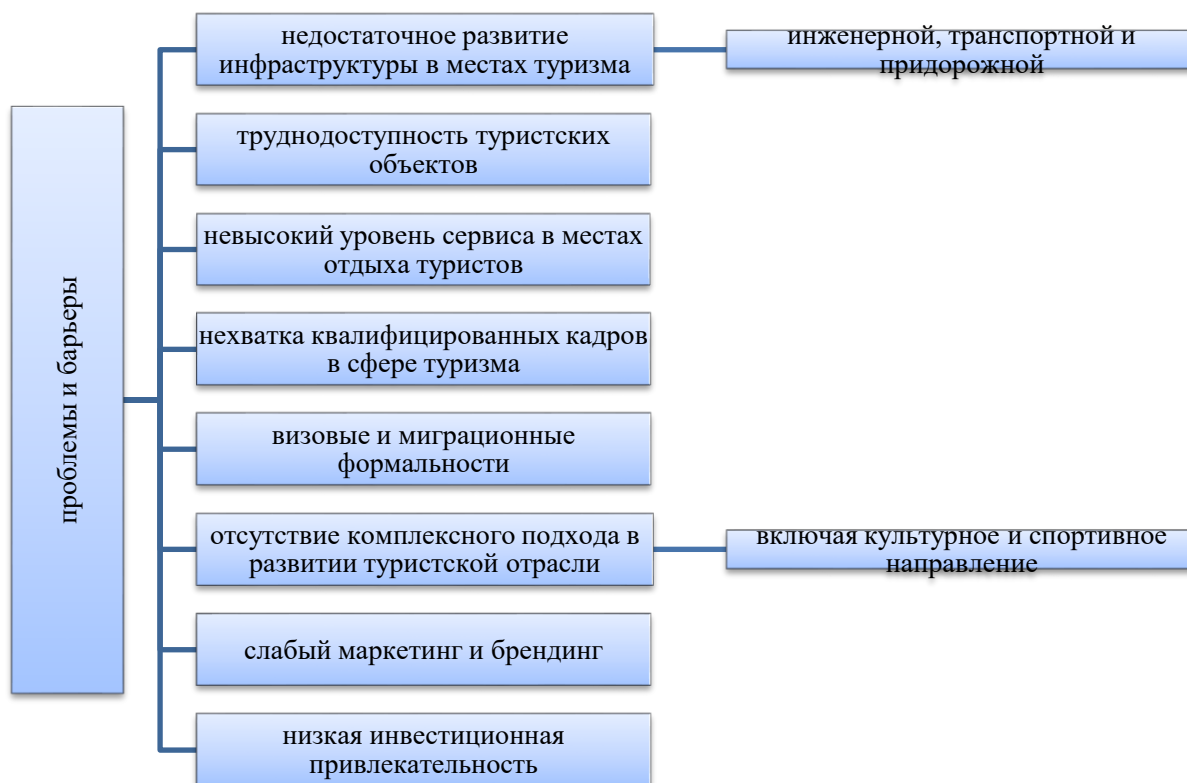 проблемы и барьеры
недостаточное развитие
инфраструктуры в местах туризма
инженерной, транспортной и
придорожной
труднодоступность туристских
объектов
невысокий уровень сервиса в местах
отдыха туристов
нехватка квалифицированных кадров
в сфере туризма
визовые и миграционные
формальности
отсутствие комплексного подхода в
развитии туристской отрасли
включая культурное и спортивное
направление
слабый маркетинг и брендинг
низкая инвестиционная
привлекательность